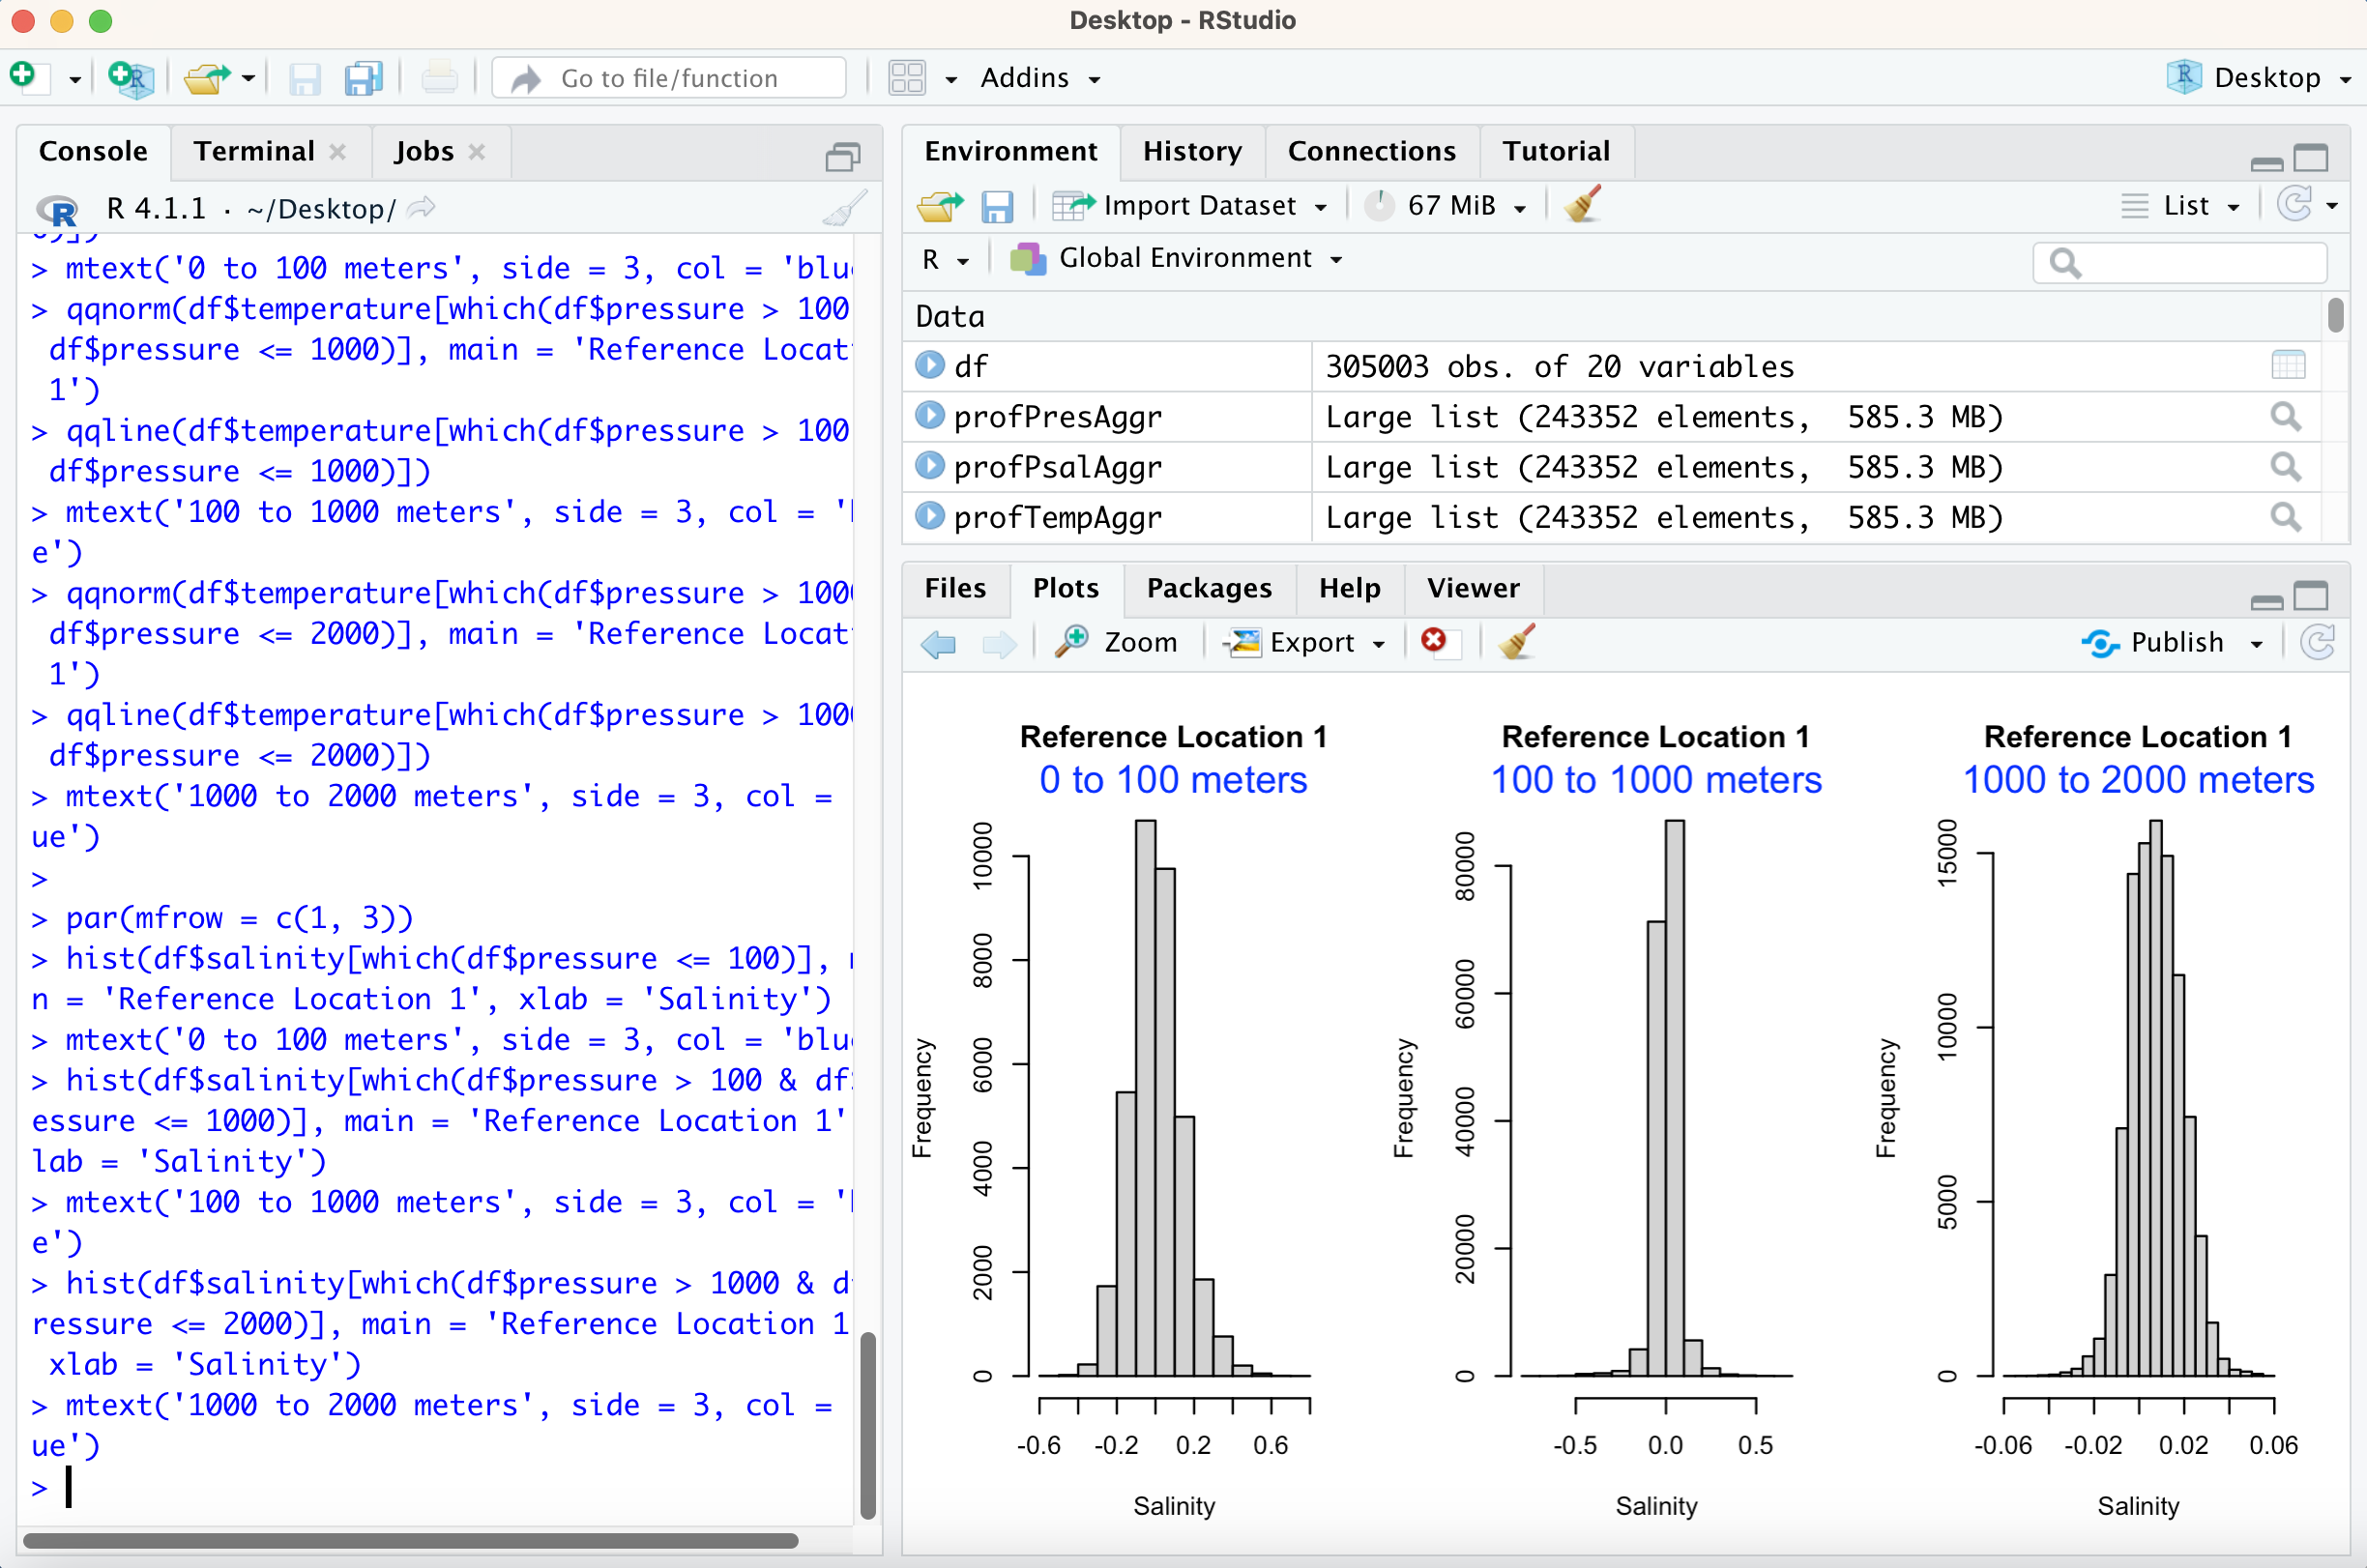 Desktop - RStudio
Go to file/function
Addins
Desktop
Console
Terminal
Jobs
R 4.1.1 · ~/Desktop/
> mtext('0 to 100 meters', side = 3, col = 'blu
> qqnorm(df$temperature[which(df$pressure > 100
df$pressure <= 1000)], main = 'Reference Locat
1')
> qqline(df$temperature[which(df$pressure > 100
df$pressure <= 1000)])
> mtext('100 to 1000 meters', side = 3, col = '
e')
> qqnorm(df$temperature[which(df$pressure > 100
df$pressure <= 2000)], main = 'Reference Locat
1')
> qqline(df$temperature[which(df$pressure > 100
df$pressure <= 2000)])
> mtext('1000 to 2000 meters', side = 3, col =
ue')
>
> par(mfrow = c(1, 3))
> hist(df$salinity[which(df$pressure <= 100)],
n = 'Reference Location 1', xlab = 'Salinity')
> mtext('0 to 100 meters', side = 3, col = 'blu
> hist(df$salinity[which(df$pressure > 100 & df
essure <= 1000)], main = 'Reference Location 1'
lab = 'Salinity')
> mtext('100 to 1000 meters', side = 3, col = '
e')
> hist(df$salinity[which(df$pressure > 1000 & d
ressure <= 2000)], main = 'Reference Location 1
xlab = 'Salinity')
> mtext('1000 to 2000 meters', side = 3, col =
ue')
>
Environment
History
Connections
Tutorial
Import Dataset
67 MiB
List
R
Global Environment
Data
df 305003 obs. of 20 variables
profPresAggr Large list (243352 elements, 585.3 MB)
profPsalAggr Large list (243352 elements, 585.3 MB)
profTempAggr Large list (243352 elements, 585.3 MB)
Files
Plots
Packages
Help
Viewer
Zoom
Export
Publish
Reference Location 1
0 to 100 meters
Frequency
10000
8000
6000
4000
2000
0
-0.6 -0.2 0.2 0.6
Salinity
Reference Location 1
100 to 1000 meters
Frequency
80000
60000
40000
20000
0
-0.5 0.0 0.5
Salinity
Reference Location 1
1000 to 2000 meters
Frequency
15000
10000
5000
0
-0.06 -0.02 0.02 0.06
Salinity